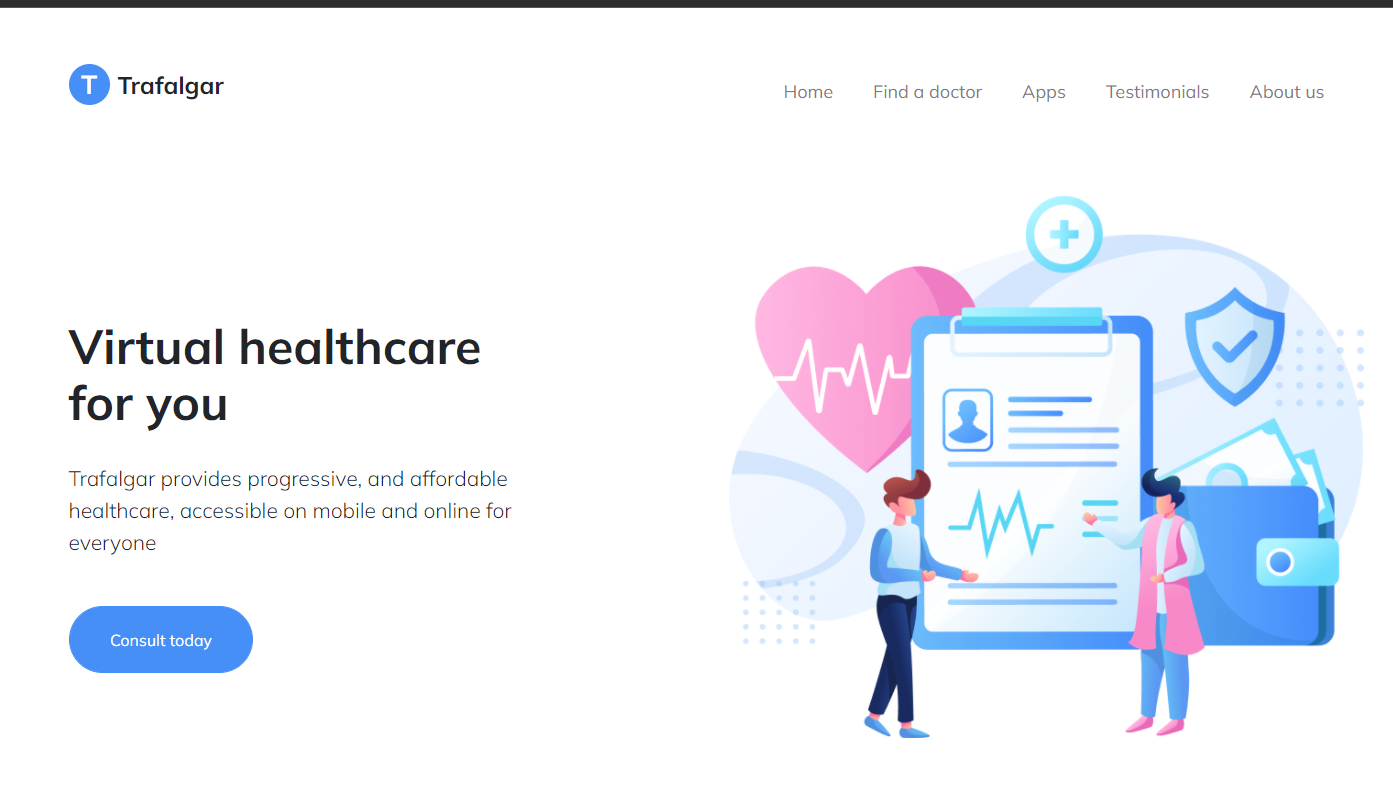 T Trafalgar
Home Find a doctor Apps Testimonials About us
Virtual healthcare
for you
Trafalgar provides progressive, and affordable
healthcare, accessible on mobile and online for
everyone
Consult today